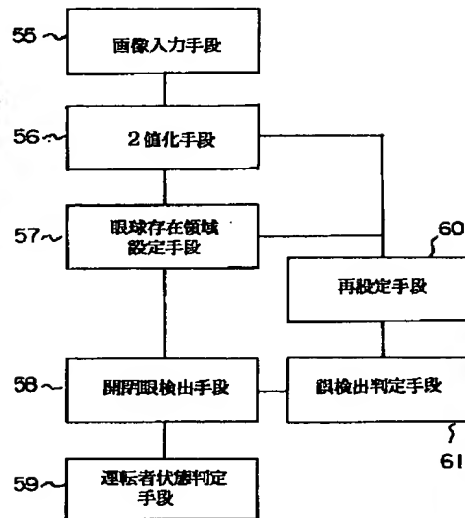 55
画像入力手段
56
2値化手段
57
眼球存在領域
設定手段
60
再設定手段
58
開閉眼検出手段
誤検出判定手段
61
59
運転者状態判定
手段